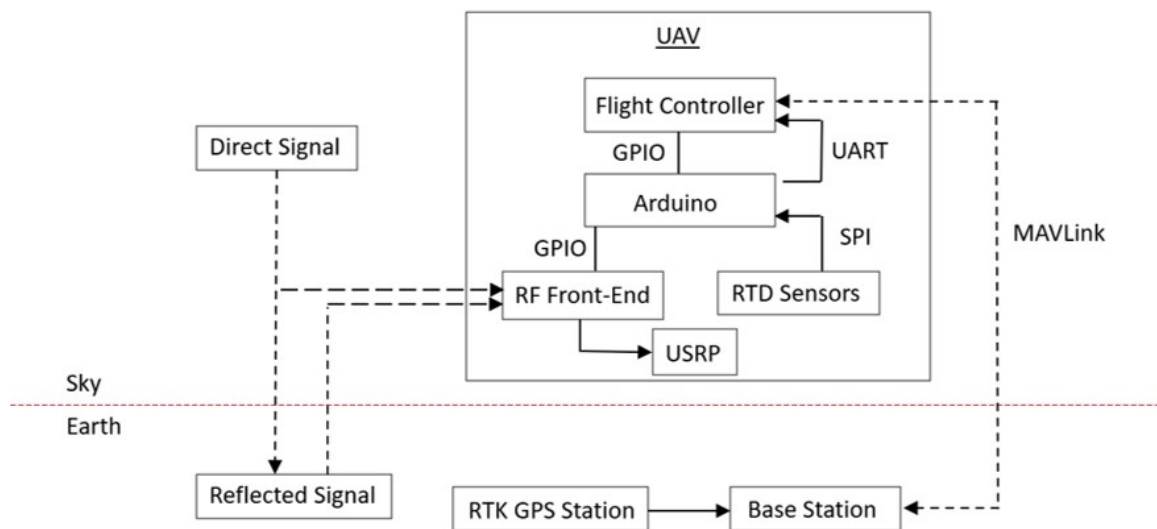 UAV
Flight Controller
Direct Signal
GPIO
UART
Arduino
MAVLink
GPIO
SPI
RF Front-End
RTD Sensors
USRP
Sky
Earth
Reflected Signal
RTK GPS Station
Base Station